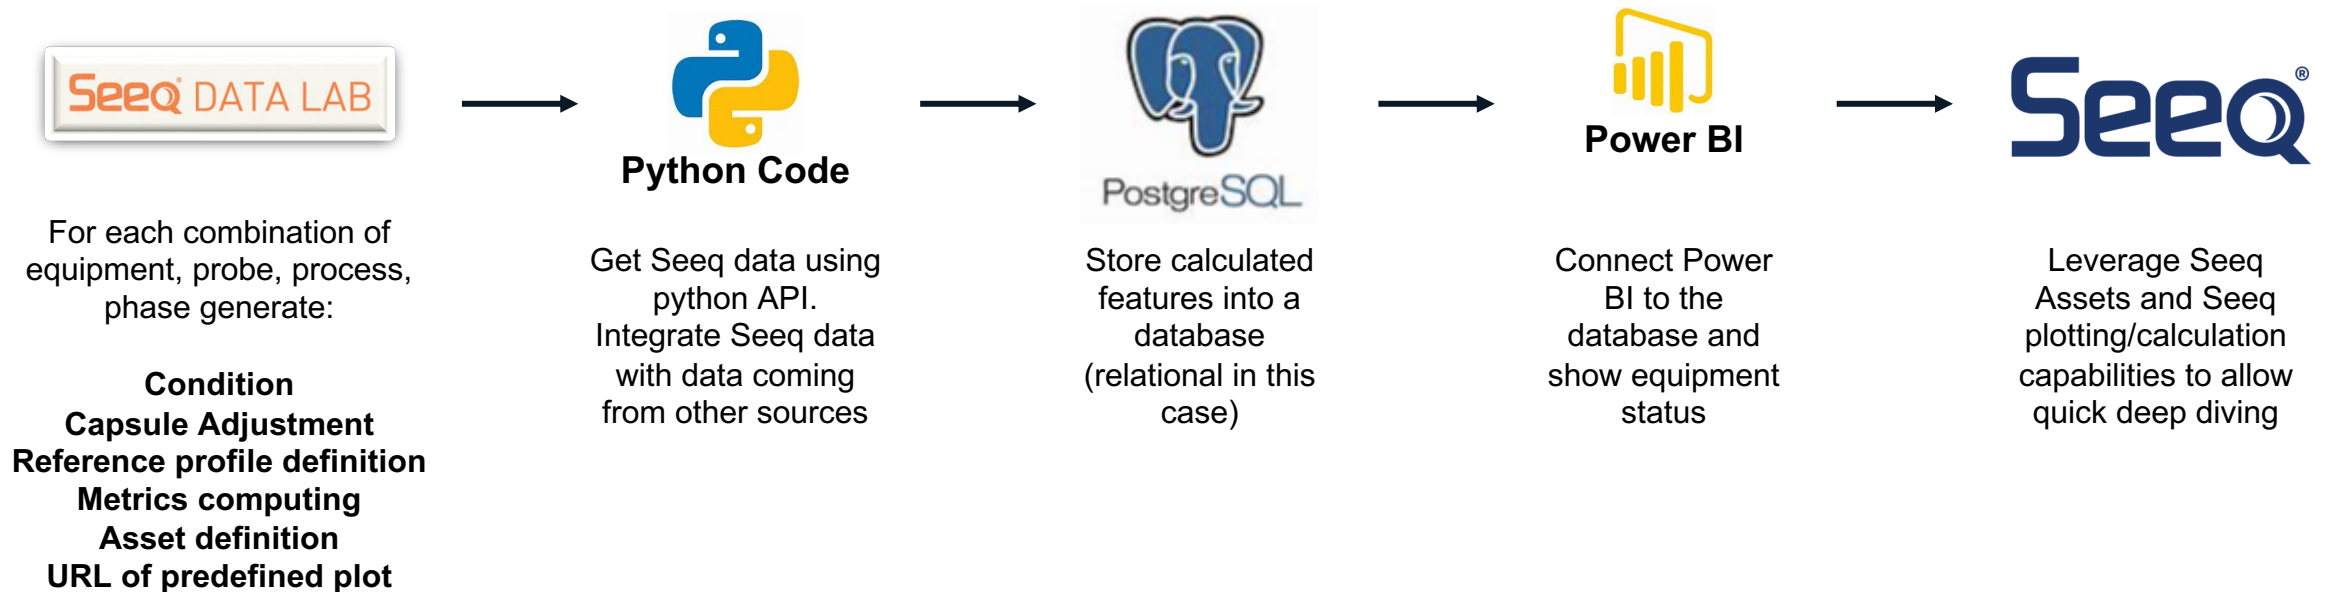 Seeq® DATA LAB
For each combination of
equipment, probe, process,
phase generate:
Condition
Capsule Adjustment
Reference profile definition
Metrics computing
Asset definition
URL of predefined plot
Python Code
Get Seeq data using
python API.
Integrate Seeq data
with data coming
from other sources
PostgreSQL
Store calculated
features into a
database
(relational in this
case)
Power BI
Connect Power
BI to the
database and
show equipment
status
Seeq®
Leverage Seeq
Assets and Seeq
plotting/calculation
capabilities to allow
quick deep diving